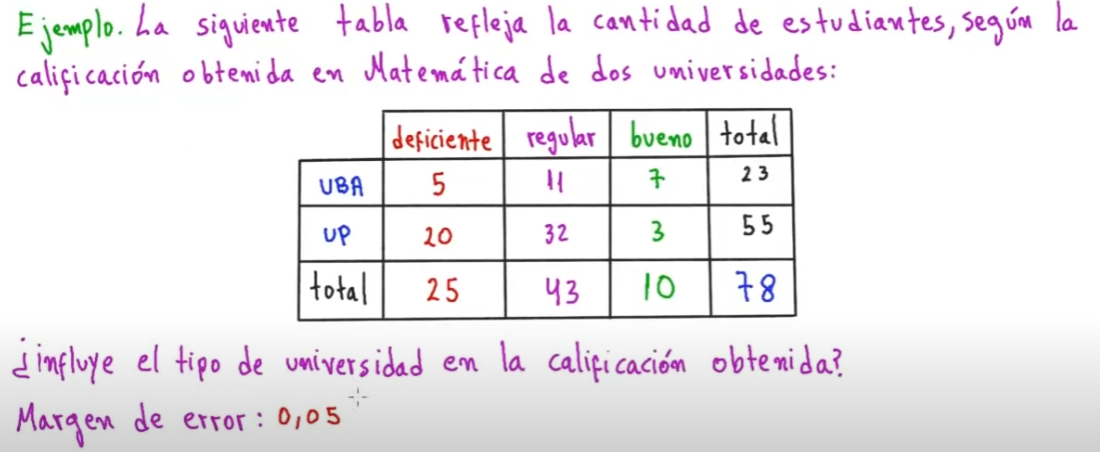 Ejemplo. La siguiente tabla refleja la cantidad de estudiantes, según la
calificación obtenida en Matemática de dos universidades:
deficiente regular bueno total
UBA 5 11 7 23
UP 20 32 3 55
total 25 43 10 78
¿influye el tipo de universidad en la calificación obtenida?
Margen de error: 0,05